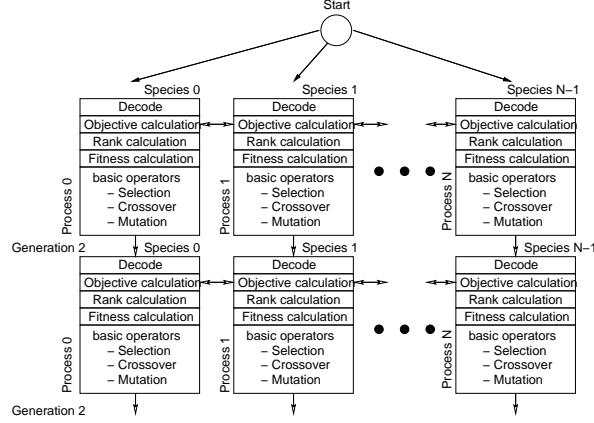 Start
Species 0
Species 1
Species N−1
Decode
Decode
Decode
Objective calculation
Objective calculation
Objective calculation
Rank calculation
Rank calculation
Rank calculation
Fitness calculation
Fitness calculation
Fitness calculation
Process 0
basic operators
− Selection
− Crossover
− Mutation
Process 1
basic operators
− Selection
− Crossover
− Mutation
Process N
basic operators
− Selection
− Crossover
− Mutation
Generation 2
Species 0
Species 1
Species N−1
Decode
Decode
Decode
Objective calculation
Objective calculation
Objective calculation
Rank calculation
Rank calculation
Rank calculation
Fitness calculation
Fitness calculation
Fitness calculation
Process 0
basic operators
− Selection
− Crossover
− Mutation
Process 1
basic operators
− Selection
− Crossover
− Mutation
Process N
basic operators
− Selection
− Crossover
− Mutation
Generation 2